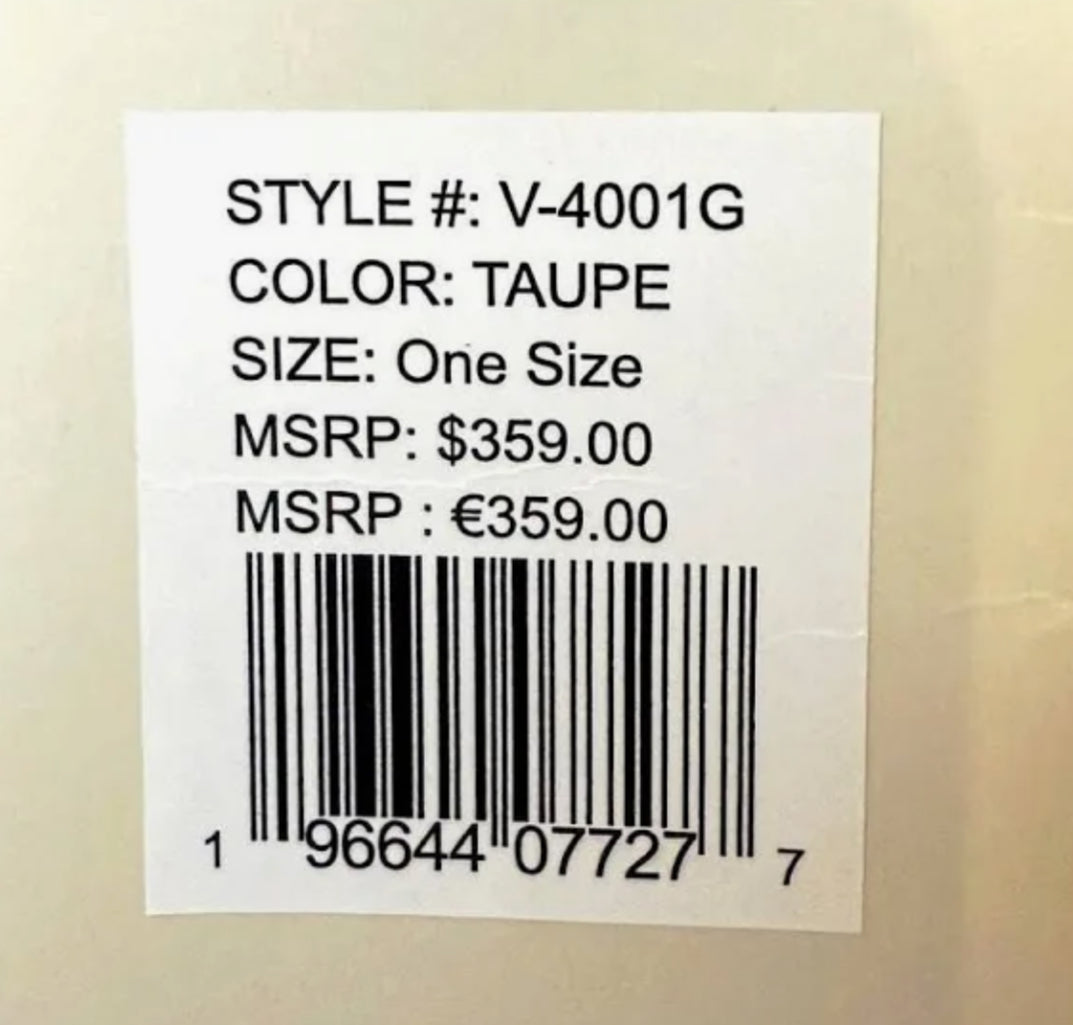 STYLE #: V-4001G
COLOR: TAUPE
SIZE: One Size
MSRP: $359.00
MSRP : €359.00
1 96644 07727 7